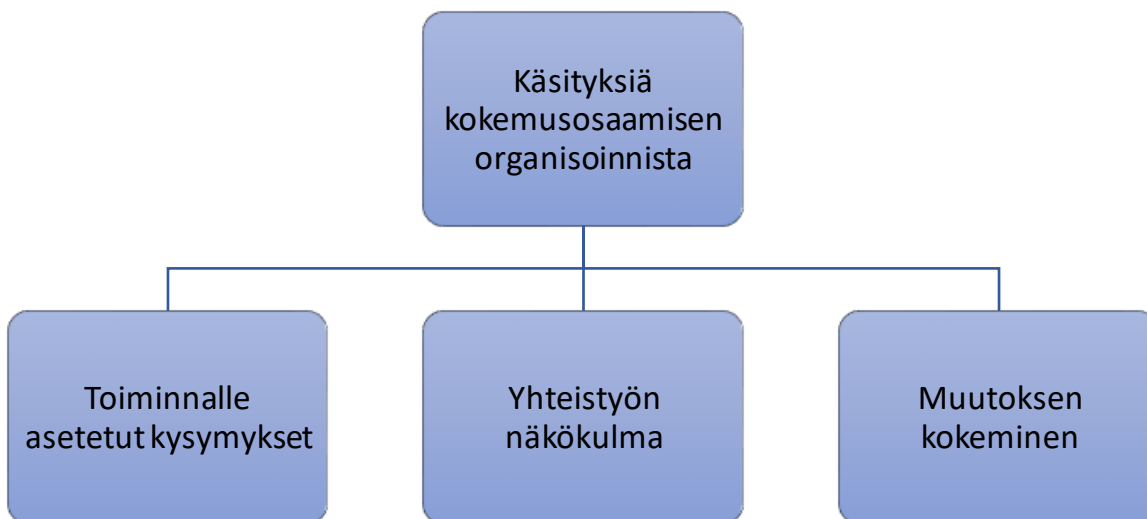 Käsityksiä
kokemusosaamisen
organisoinnista
Toiminnalle
asetetut kysymykset
Yhteistyön
näkökulma
Muutoksen
kokeminen